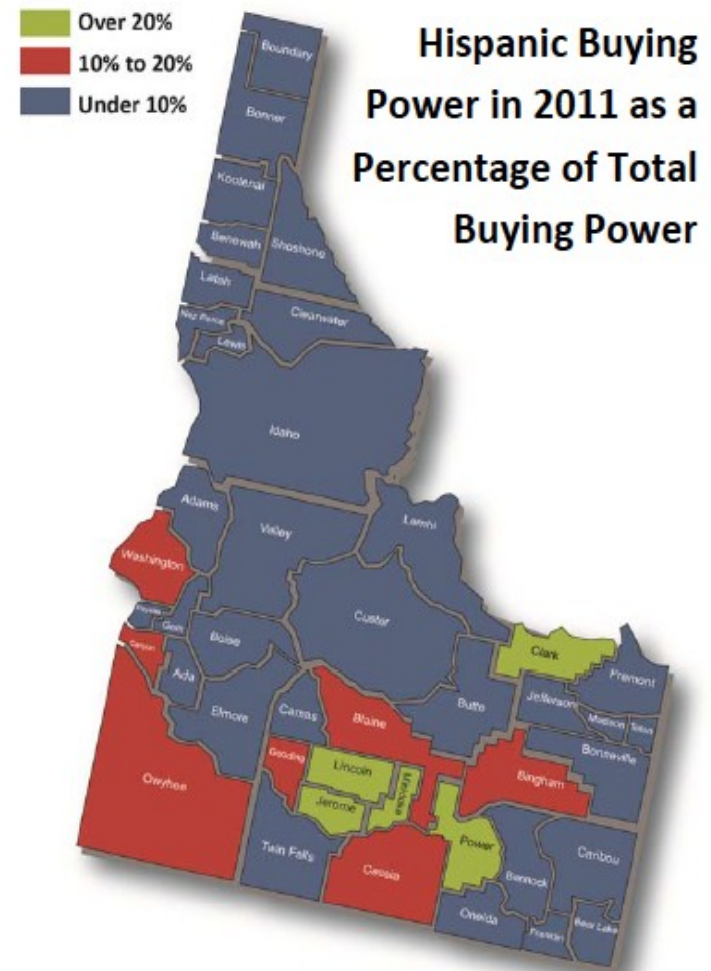 Over 20%
10% to 20%
Under 10%
Hispanic Buying
Power in 2011 as a
Percentage of Total
Buying Power
Boundary
Bonner
Kootenai
Benewah
Shoshone
Latah
Clearwater
Nez Perce
Lewis
Idaho
Adams
Valley
Lemhi
Washington
Custer
Payette
Gem
Boise
Canyon
Ada
Clark
Fremont
Jefferson
Madison
Teton
Butte
Elmore
Camas
Blaine
Bonneville
Gooding
Lincoln
Minidoka
Bingham
Owyhee
Jerome
Power
Twin Falls
Cassia
Bannock
Caribou
Oneida
Franklin
Bear Lake